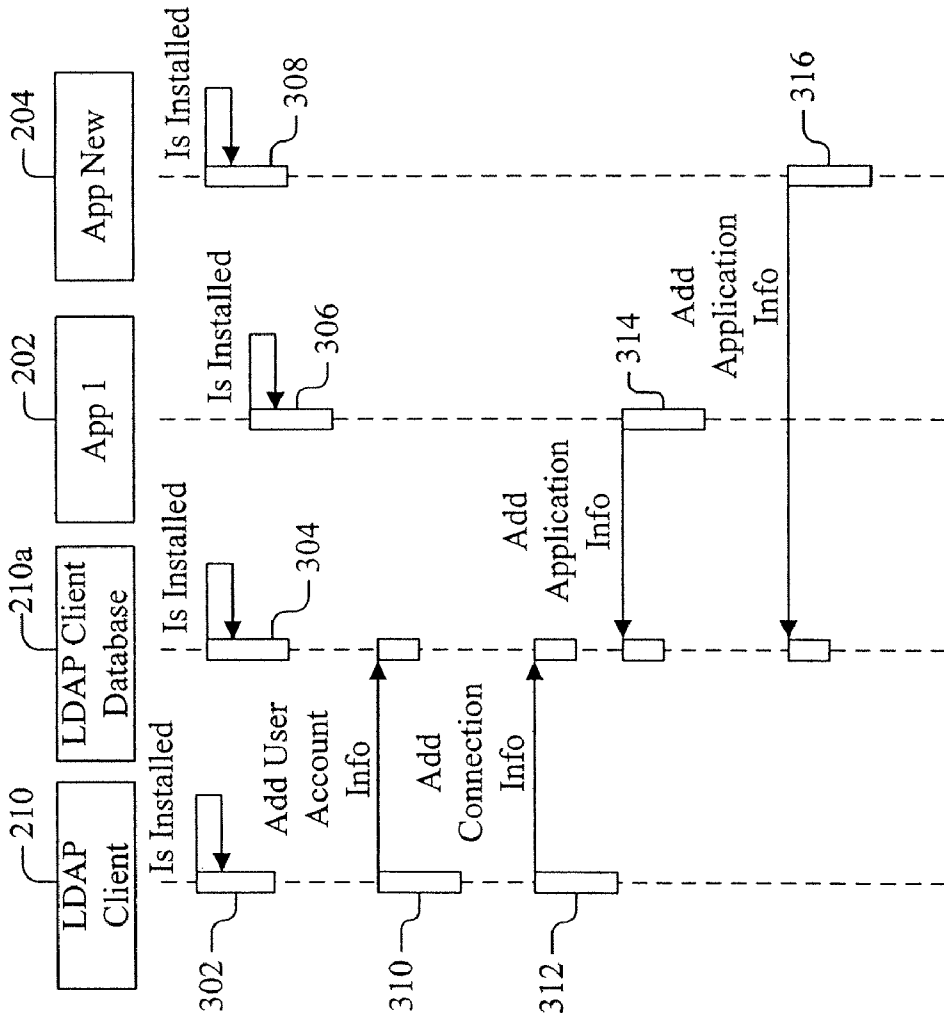 210
LDAP
Client
210a
LDAP Client
Database
202
App 1
204
App New
Is Installed
302
Is Installed
304
Is Installed
306
Is Installed
308
Add User
Account
Info
310
Add
Connection
Info
312
Add
Application
Info
314
Add
Application
Info
316